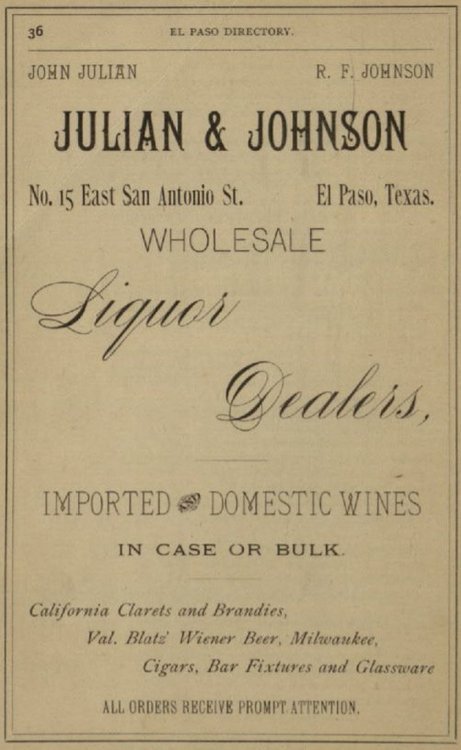 36
EL PASO DIRECTORY.
JOHN JULIAN R. F. JOHNSON
JULIAN & JOHNSON
No. 15 East San Antonio St. El Paso, Texas.
WHOLESALE
Liquor
Dealers,
IMPORTED AND DOMESTIC WINES
IN CASE OR BULK.
California Clarets and Brandies,
Val. Blatz' Wiener Beer, Milwaukee,
Cigars, Bar Fixtures and Glassware
ALL ORDERS RECEIVE PROMPT ATTENTION.